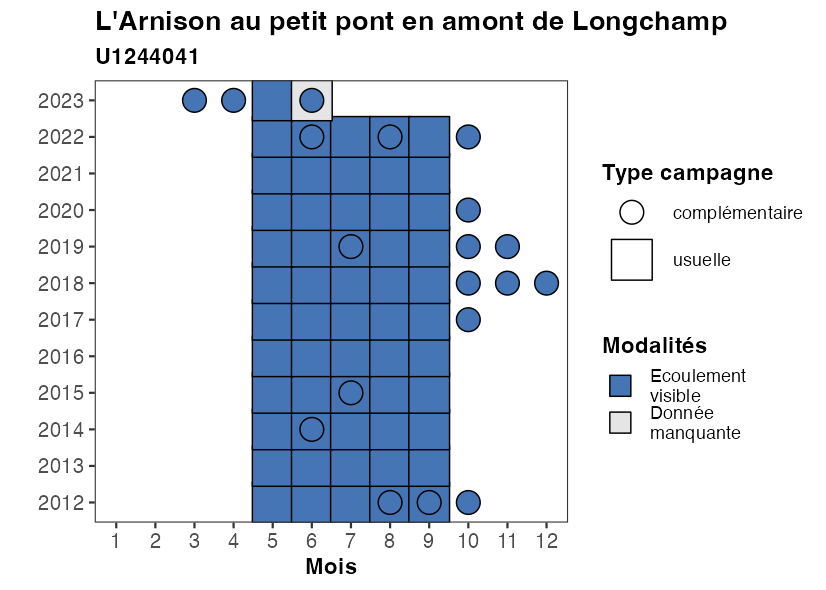 L'Arnison au petit pont en amont de Longchamp
U1244041
2023
2022
2021
2020
2019
2018
2017
2016
2015
2014
2013
2012
1 2 3 4 5 6 7 8 9 10 11 12
Mois
Type campagne
complémentaire
usuelle
Modalités
Ecoulement
visible
Donnée
manquante